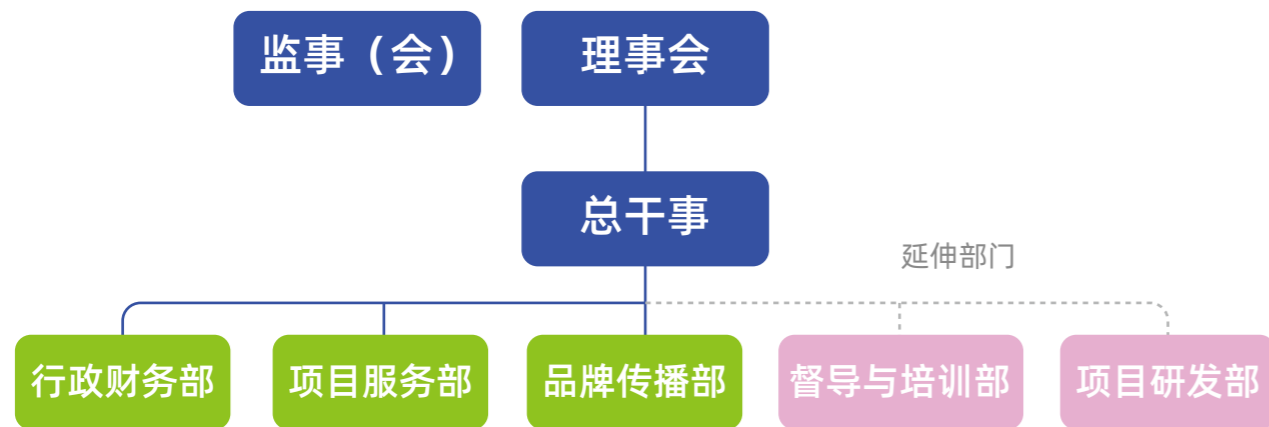 监事（会）
理事会
总干事
延伸部门
行政财务部
项目服务部
品牌传播部
督导与培训部
项目研发部